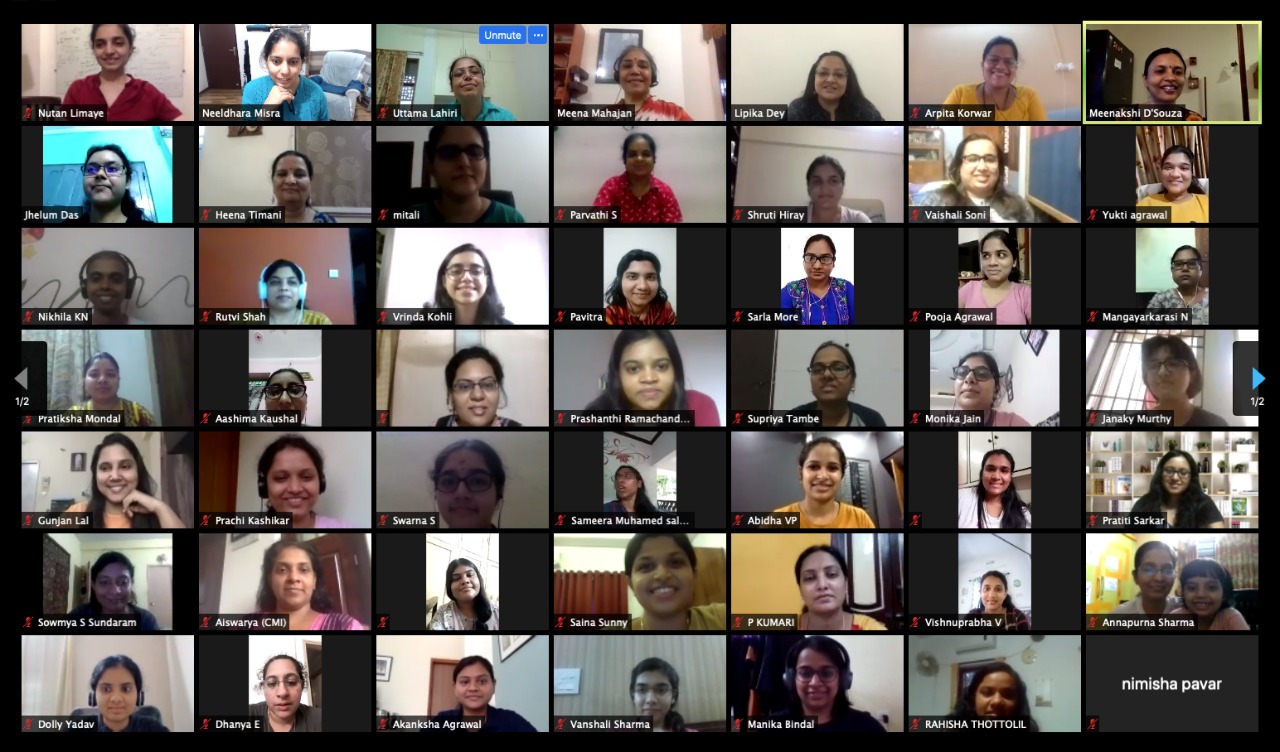 Unmute ...
Nutan Limaye
Neeldhara Misra
Uttama Lahiri
Meena Mahajan
Lipika Dey
Arpita Korwar
Meenakshi D'Souza
Jhelum Das
Heena Timani
mitali
Parvathi S
Shruti Hiray
Vaishali Soni
Yukti agrawal
Nikhila KN
Rutvi Shah
Vrinda Kohli
Pavitra
Sarla More
Pooja Agrawal
Mangayarkarasi N
1/2
1/2
Pratiksha Mondal
Aashima Kaushal
Prashanthi Ramachand...
Supriya Tambe
Monika Jain
Janaky Murthy
Gunjan Lal
Prachi Kashikar
Swarna S
Sameera Muhamed sal...
Abidha VP
Pratiti Sarkar
Sowmya S Sundaram
Aiswarya (CMI)
Saina Sunny
P KUMARI
Vishnuprabha V
Annapurna Sharma
nimisha pavar
Dolly Yadav
Dhanya E
Akanksha Agrawal
Vanshali Sharma
Manika Bindal
RAHISHA THOTTOLIL